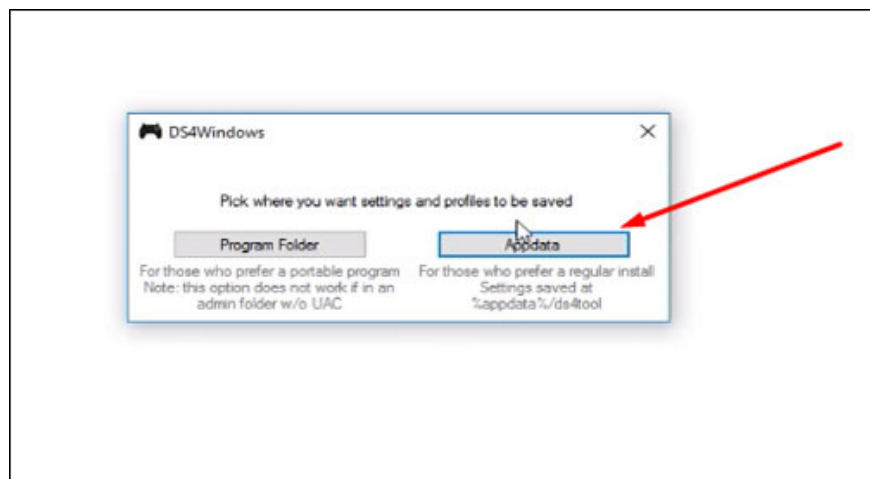 DS4Windows
Pick where you want settings and profiles to be saved
Program Folder
For those who prefer a portable program
Note: this option does not work if in an
admin folder w/o UAC
Appdata
For those who prefer a regular install
Settings saved at
%appdata%/ds4tool